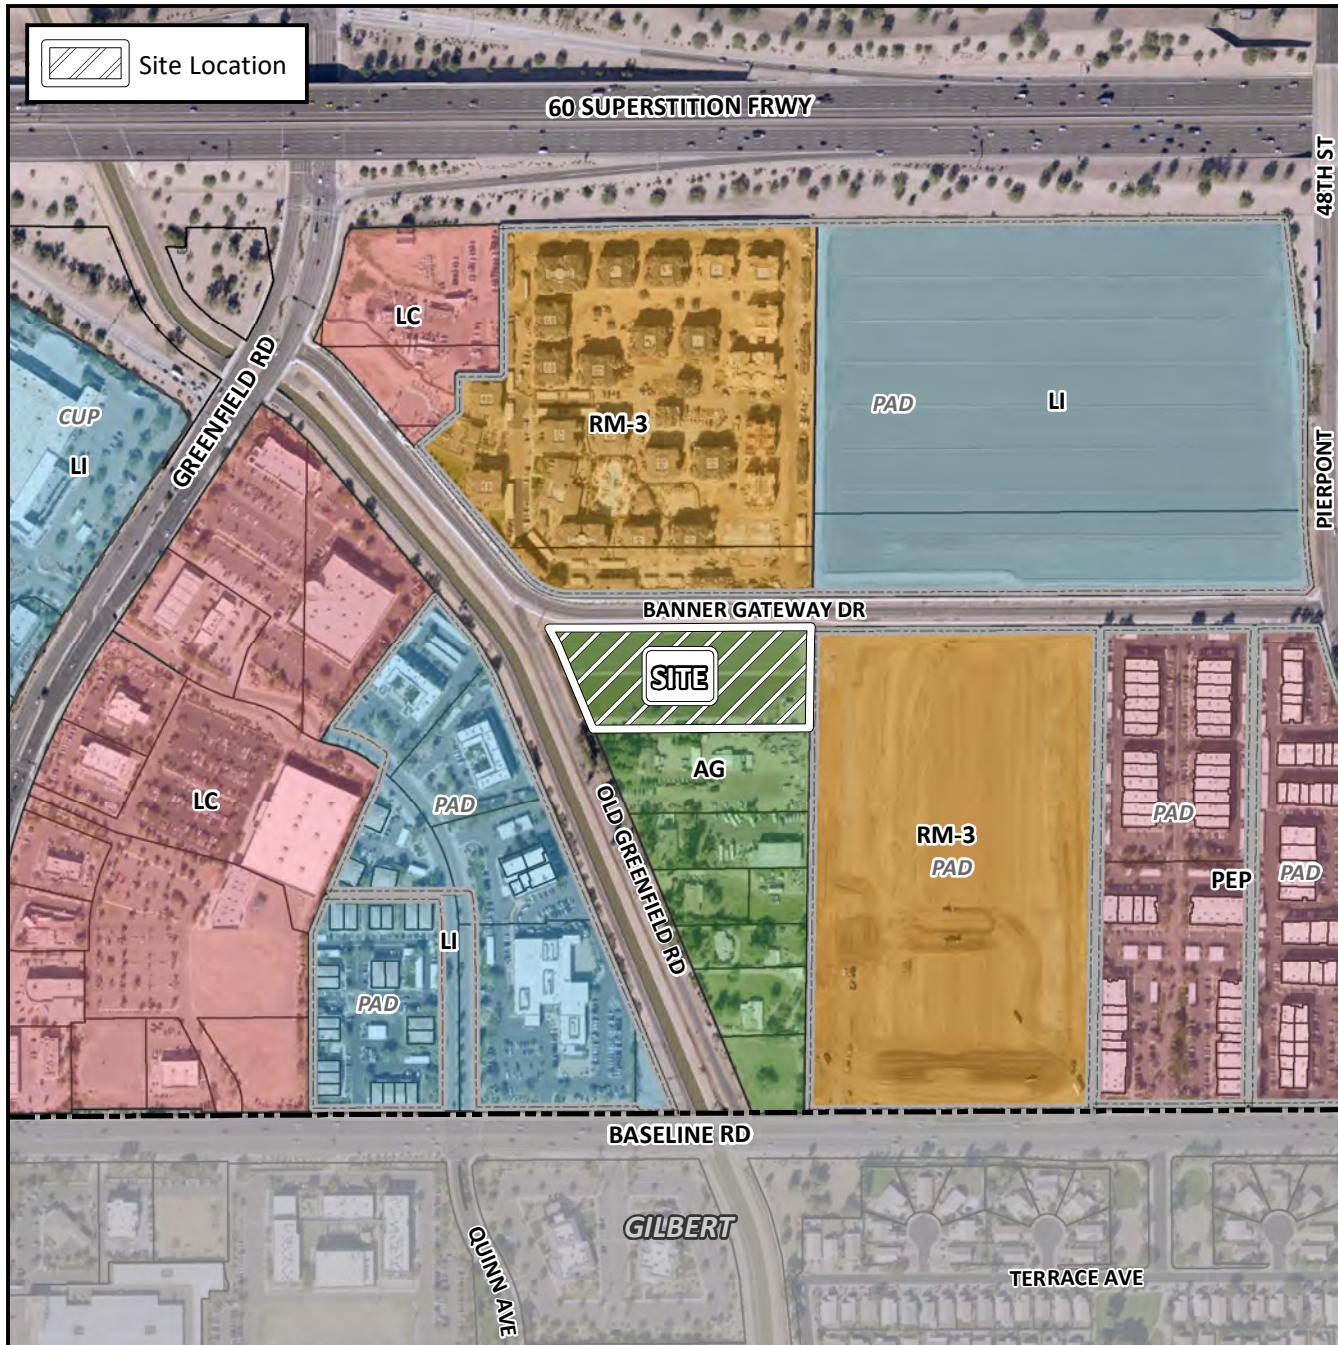 Site Location
60 SUPERSTITION FRWY
48TH ST
LC
GREENFIELD RD
CUP
LI
RM-3
PAD
LI
PIERPONT
BANNER GATEWAY DR
SITE
AG
LC
PAD
OLD GREENFIELD RD
RM-3
PAD
PAD
PEP
PAD
LI
PAD
BASELINE RD
GILBERT
QUINN AVE
TERRACE AVE